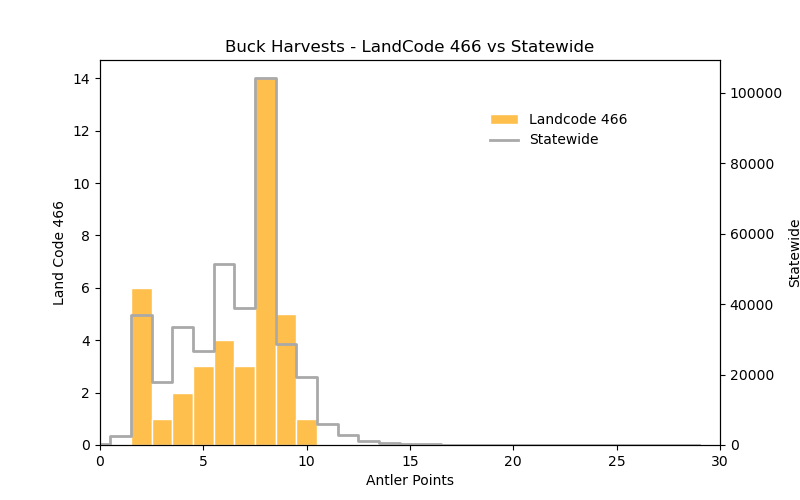 Buck Harvests - LandCode 466 vs Statewide
14
12
10
8
6
4
2
0
Land Code 466
Landcode 466
Statewide
100000
80000
60000
40000
20000
0
Statewide
0 5 10 15 20 25 30
Antler Points